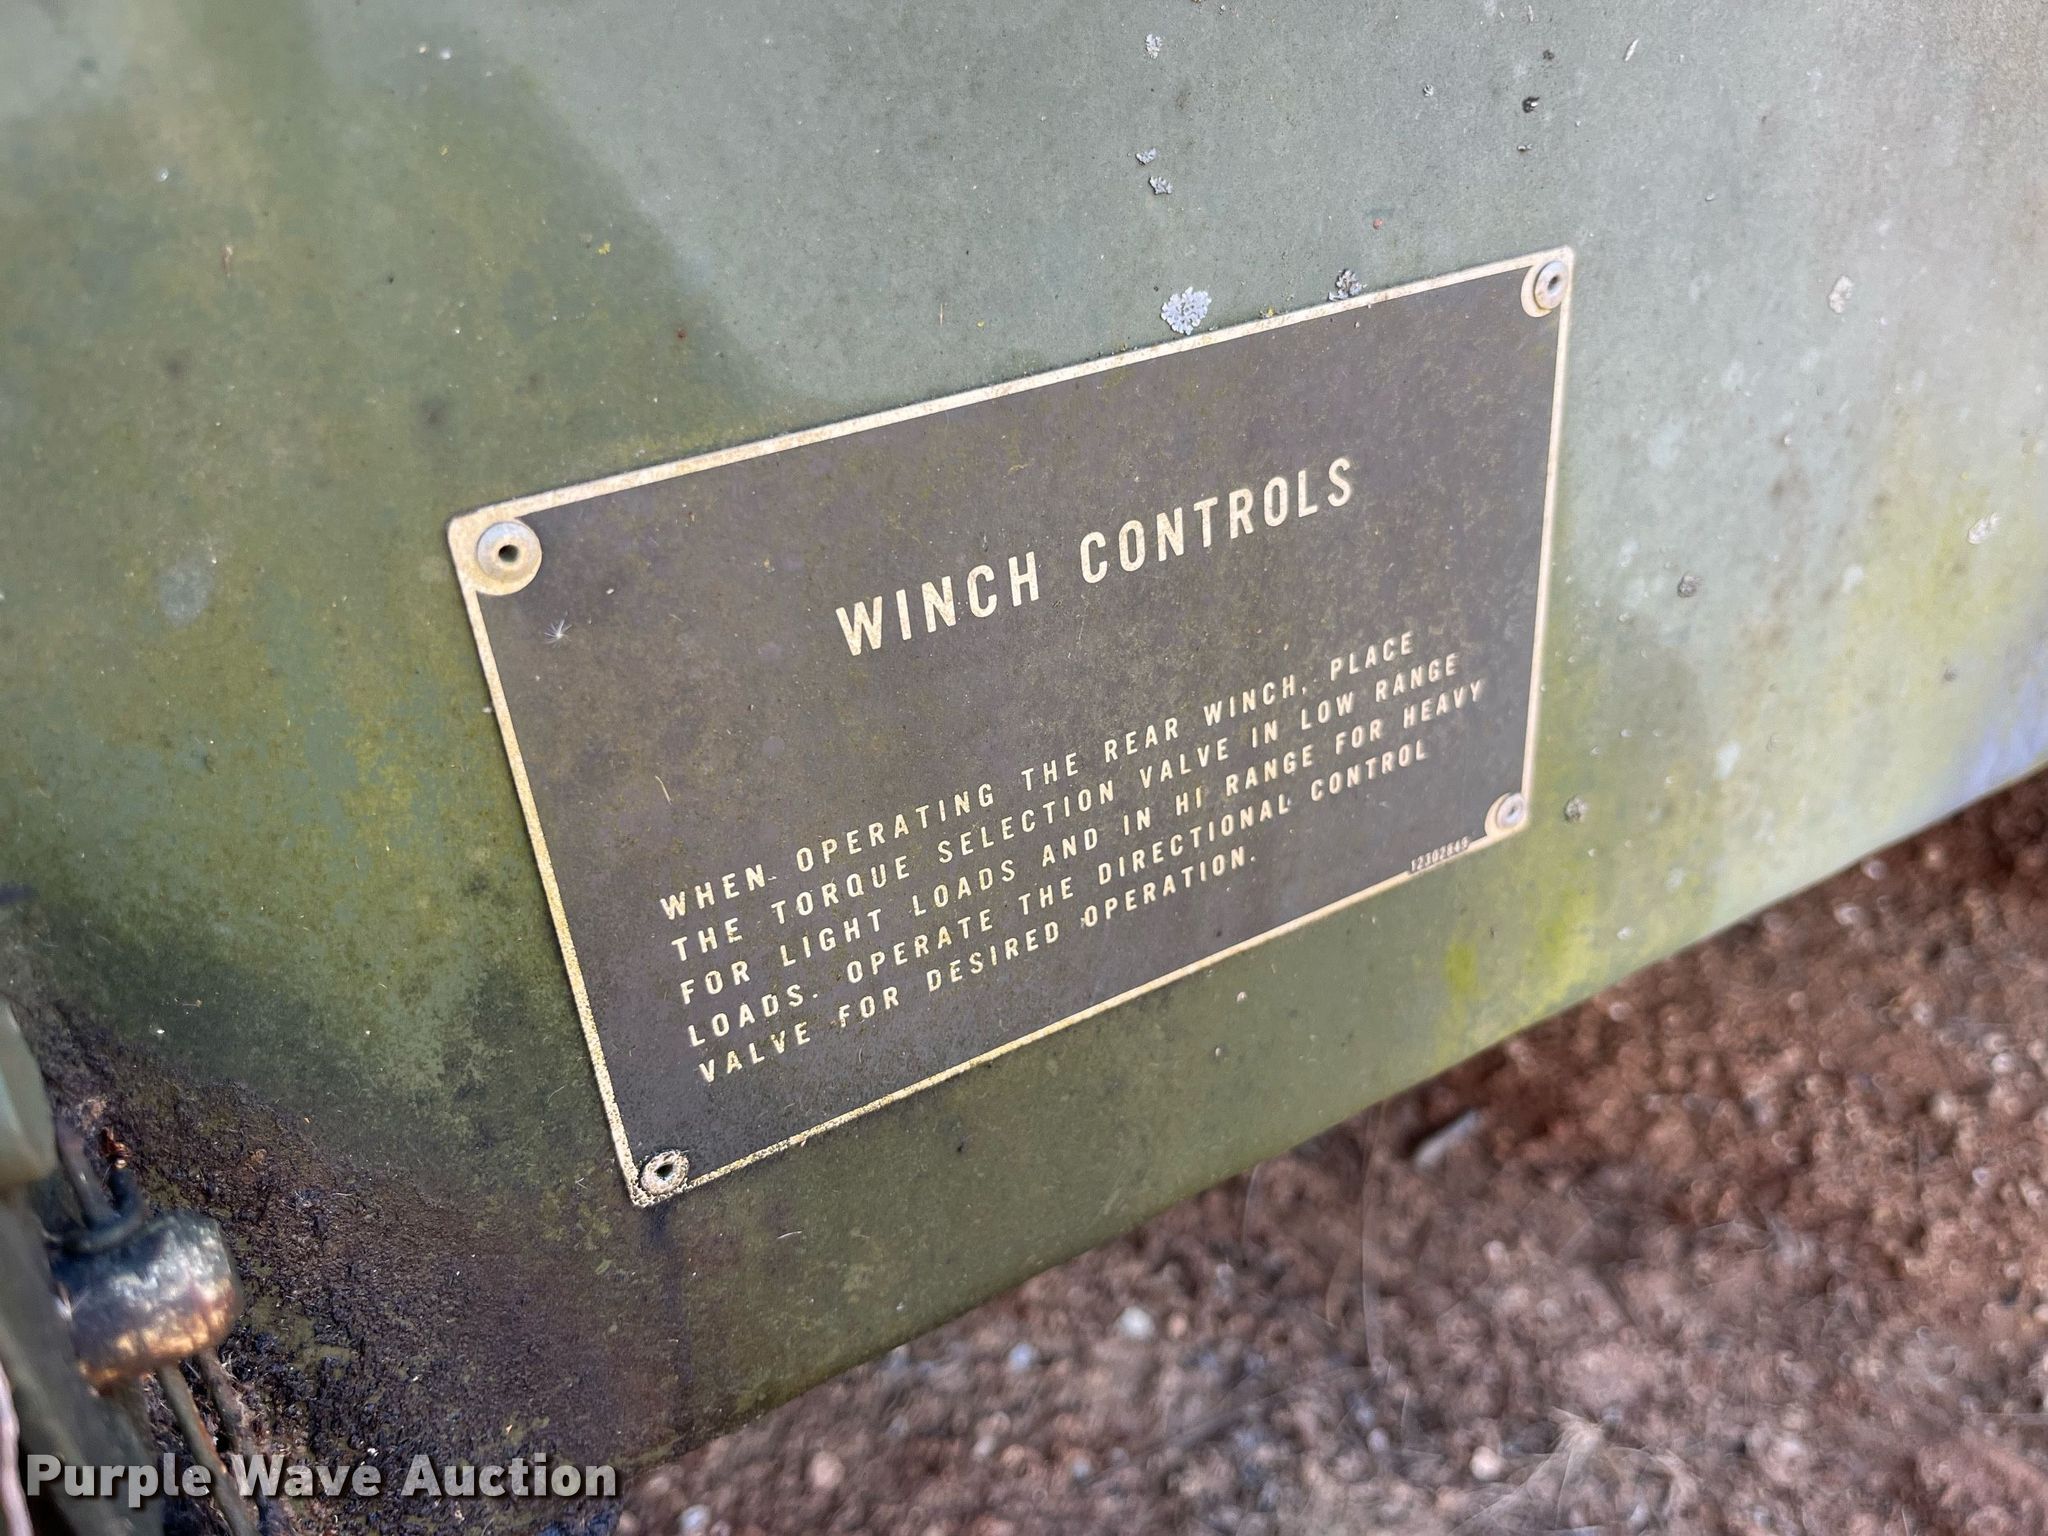 WINCH CONTROLS
WHEN OPERATING THE REAR WINCH, PLACE
THE TORQUE SELECTION VALVE IN LOW RANGE
FOR LIGHT LOADS AND IN HI RANGE FOR HEAVY
LOADS. OPERATE THE DIRECTIONAL CONTROL
VALVE FOR DESIRED OPERATION.
Purple Wave Auction